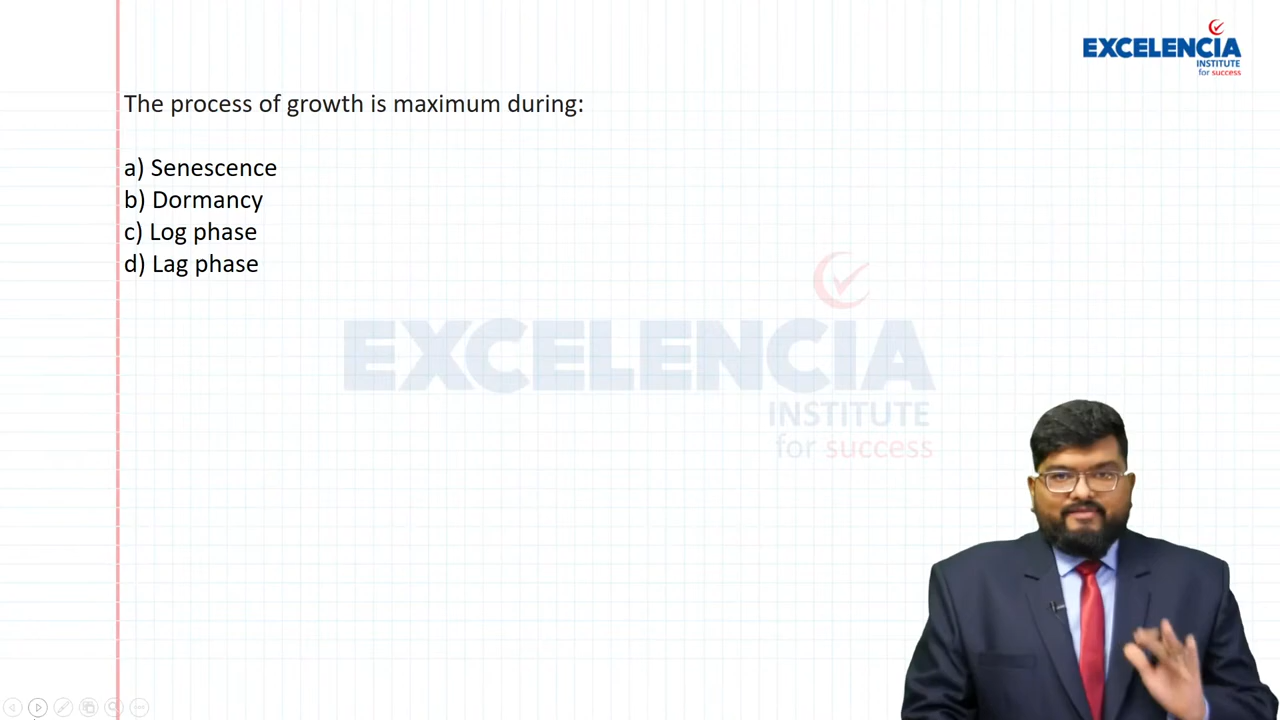 EXCELENCIA
INSTITUTE
for success
The process of growth is maximum during:
a) Senescence
b) Dormancy
c) Log phase
d) Lag phase
EXCELENCIA
INSTITUTE
for success